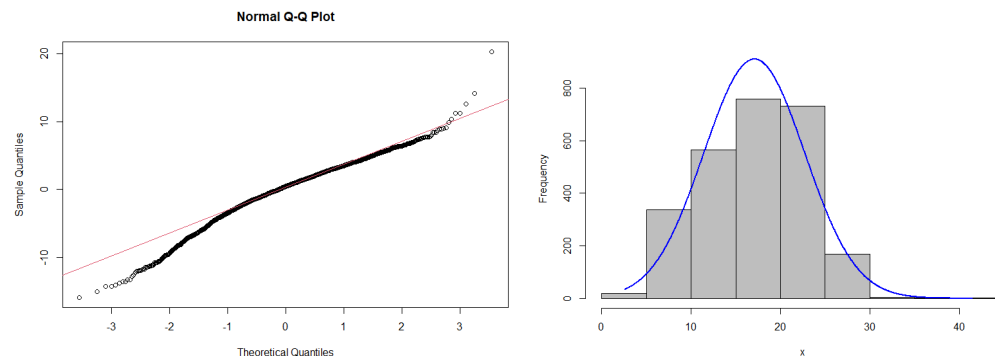 Normal Q-Q Plot
Sample Quantiles
20
10
0
-10
-3 -2 -1 0 1 2 3
Theoretical Quantiles
Frequency
800
600
400
200
0
0 10 20 30 40
x